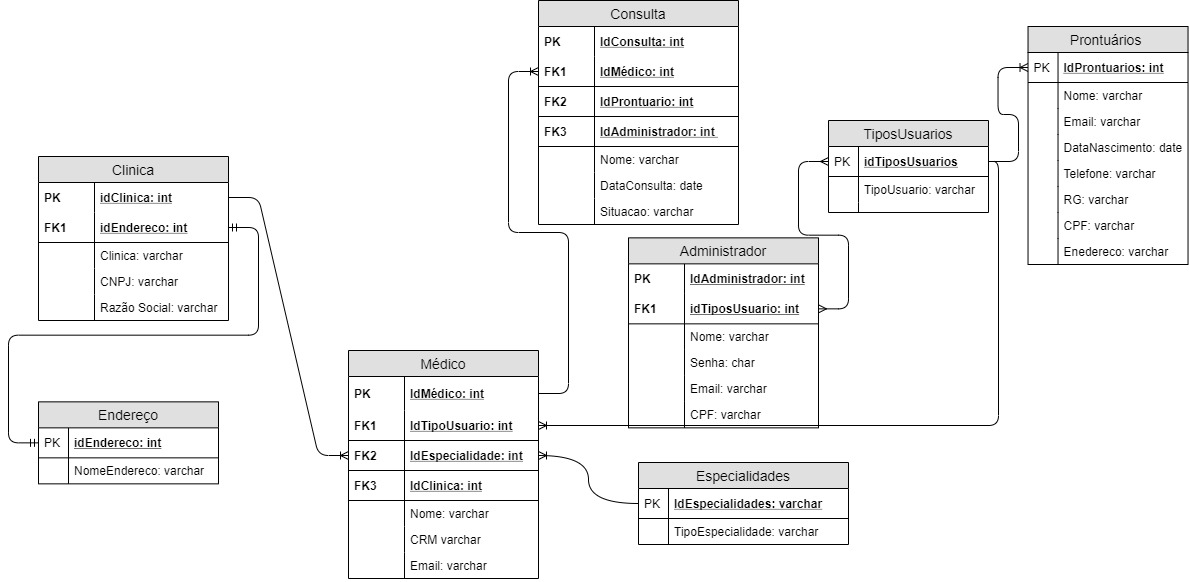 Consulta
PK IdConsulta: int
FK1 IdMédico: int
FK2 IdProntuario: int
FK3 IdAdministrador: int
Nome: varchar
DataConsulta: date
Situacao: varchar
Prontuários
PK IdProntuarios: int
Nome: varchar
Email: varchar
DataNascimento: date
Telefone: varchar
RG: varchar
CPF: varchar
Enedereco: varchar
TiposUsuarios
PK idTiposUsuarios
TipoUsuario: varchar
Clinica
PK idClinica: int
FK1 idEndereco: int
Clinica: varchar
CNPJ: varchar
Razão Social: varchar
Administrador
PK IdAdministrador: int
FK1 idTiposUsuario: int
Nome: varchar
Senha: char
Email: varchar
CPF: varchar
Médico
PK IdMédico: int
FK1 IdTipoUsuario: int
FK2 IdEspecialidade: int
FK3 IdClinica: int
Nome: varchar
CRM varchar
Email: varchar
Endereço
PK idEndereco: int
NomeEndereco: varchar
Especialidades
PK IdEspecialidades: varchar
TipoEspecialidade: varchar